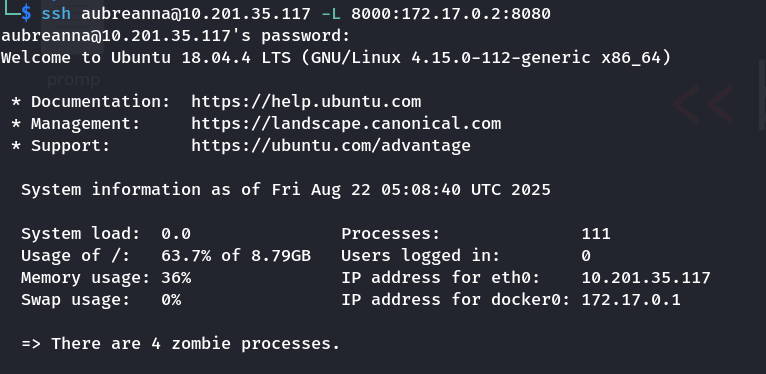 $ ssh aubreanna@10.201.35.117 -L 8000:172.17.0.2:8080
aubreanna@10.201.35.117's password:
Welcome to Ubuntu 18.04.4 LTS (GNU/Linux 4.15.0-112-generic x86_64)
promp
* Documentation:  https://help.ubuntu.com
* Management:     https://landscape.canonical.com
* Support:        https://ubuntu.com/advantage
<<
System information as of Fri Aug 22 05:08:40 UTC 2025
System load:  0.0                Processes:              111
Usage of /:   63.7% of 8.79GB   Users logged in:        0
Memory usage: 36%               IP address for eth0:    10.201.35.117
Swap usage:   0%                IP address for docker0: 172.17.0.1
=> There are 4 zombie processes.